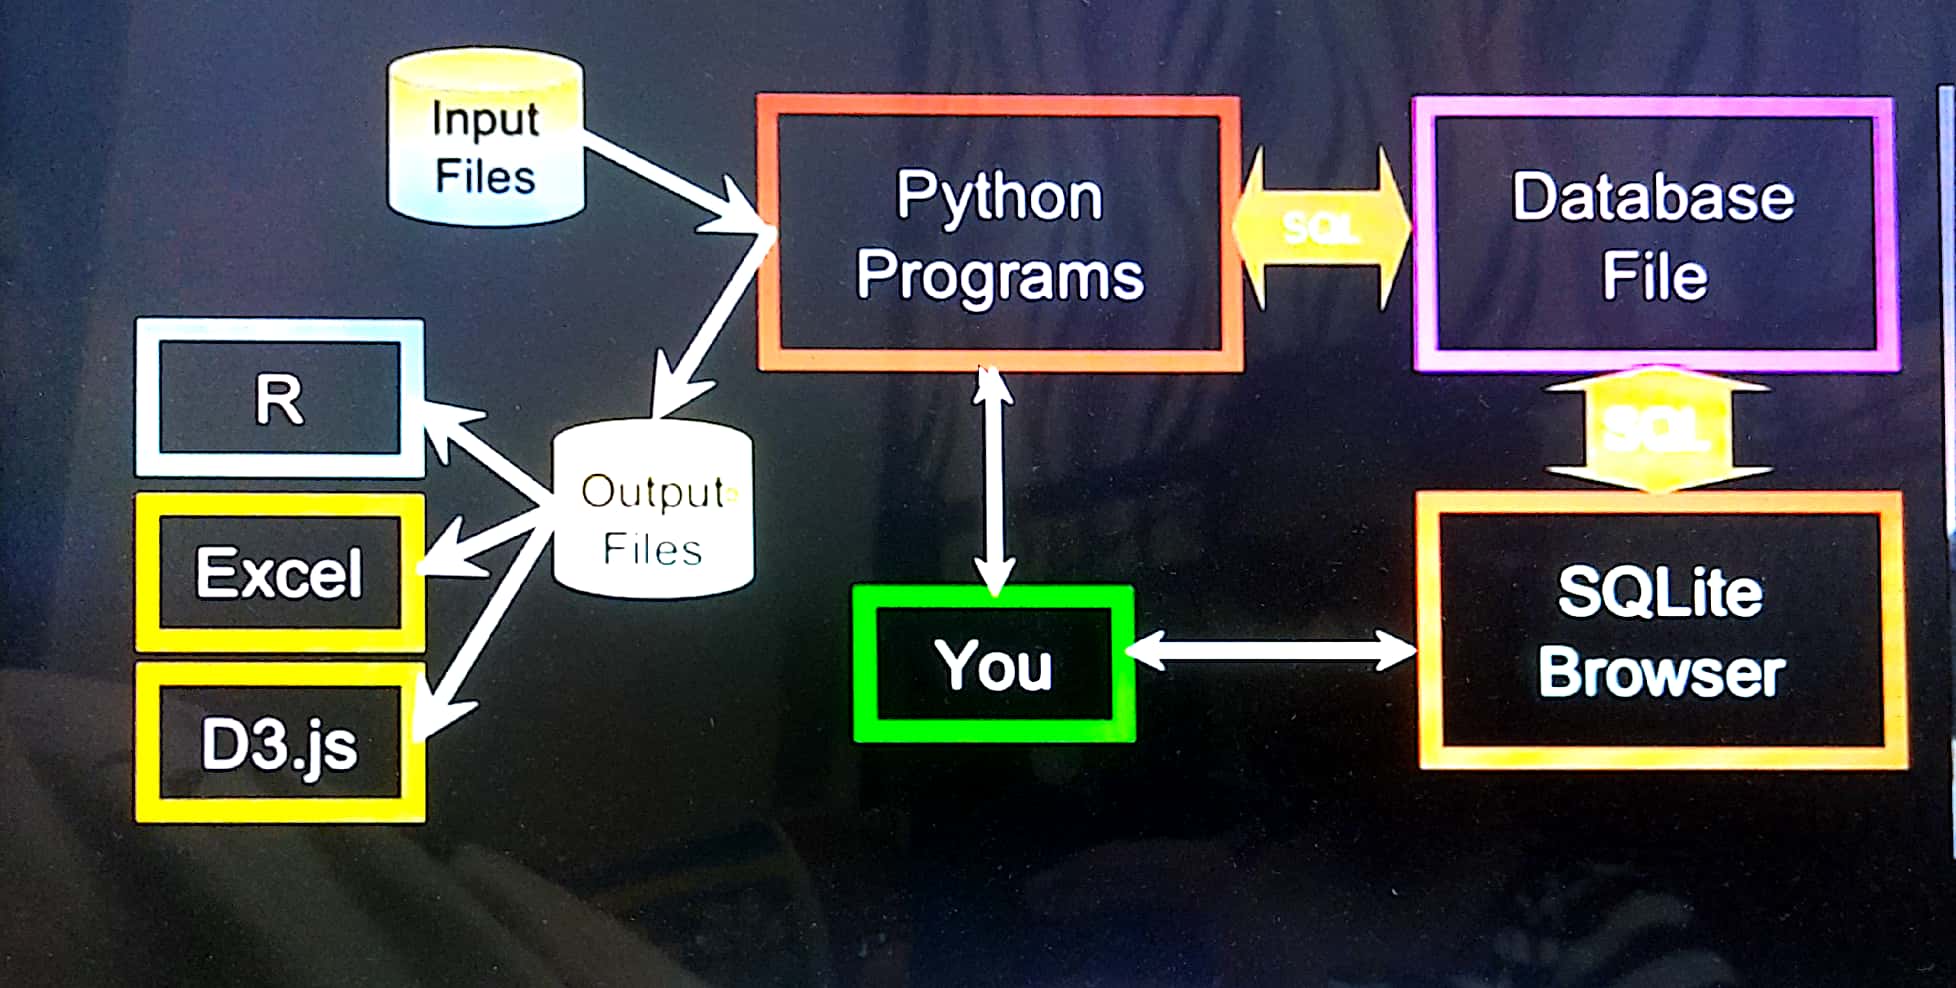 Input
Files
Python
Programs
SQL
Database
File
R
SQL
Output
Files
Excel
SQLite
Browser
You
D3.js